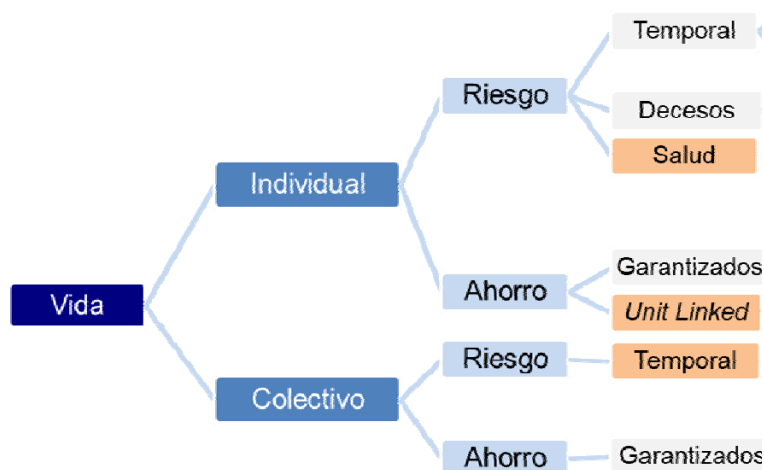 Temporal
Riesgo
Decesos
Salud
Individual
Garantizados
Ahorro
Unit Linked
Vida
Riesgo
Temporal
Colectivo
Ahorro
Garantizados